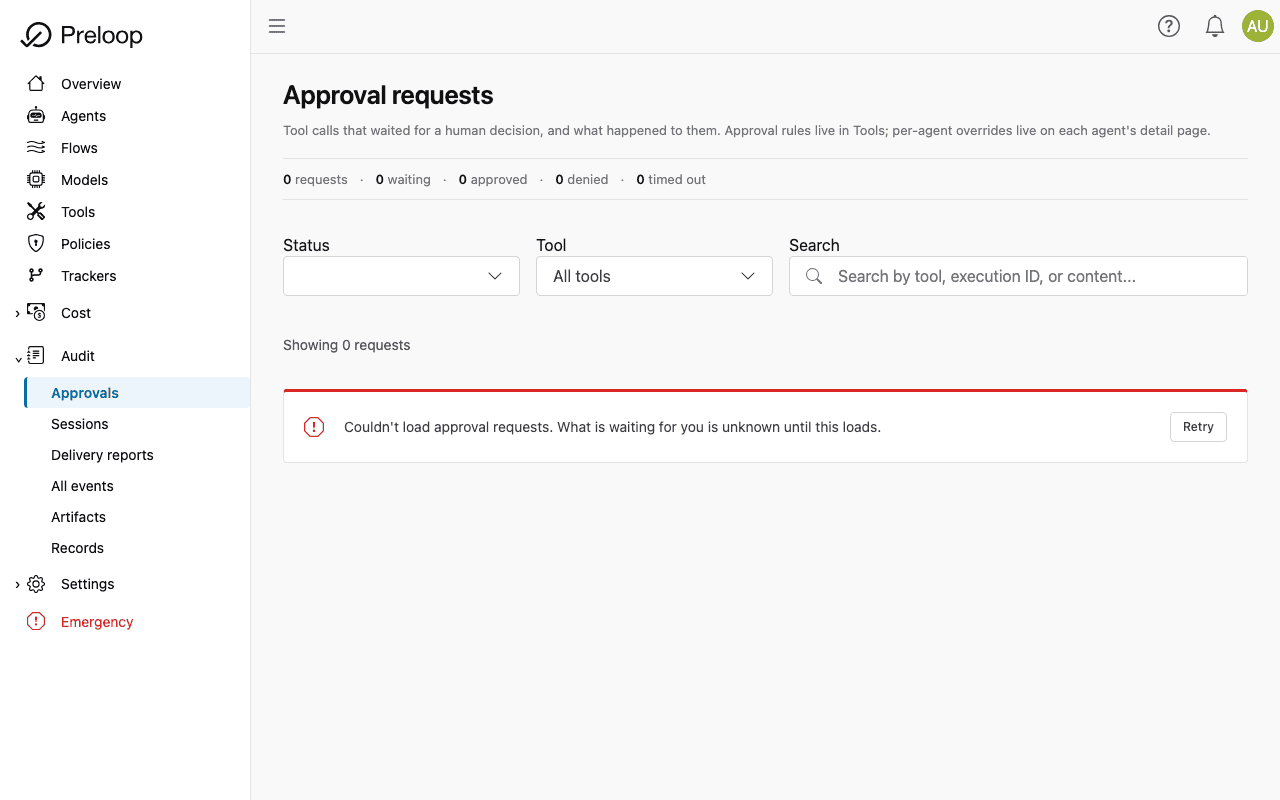 Preloop
AU
Overview
Agents
Flows
Models
Tools
Policies
Trackers
Cost
Audit
Approvals
Sessions
Delivery reports
All events
Artifacts
Records
Settings
Emergency
Approval requests
Tool calls that waited for a human decision, and what happened to them. Approval rules live in Tools; per-agent overrides live on each agent's detail page.
0 requests · 0 waiting · 0 approved · 0 denied · 0 timed out
Status Tool Search
All tools Search by tool, execution ID, or content...
Showing 0 requests
Couldn't load approval requests. What is waiting for you is unknown until this loads. Retry